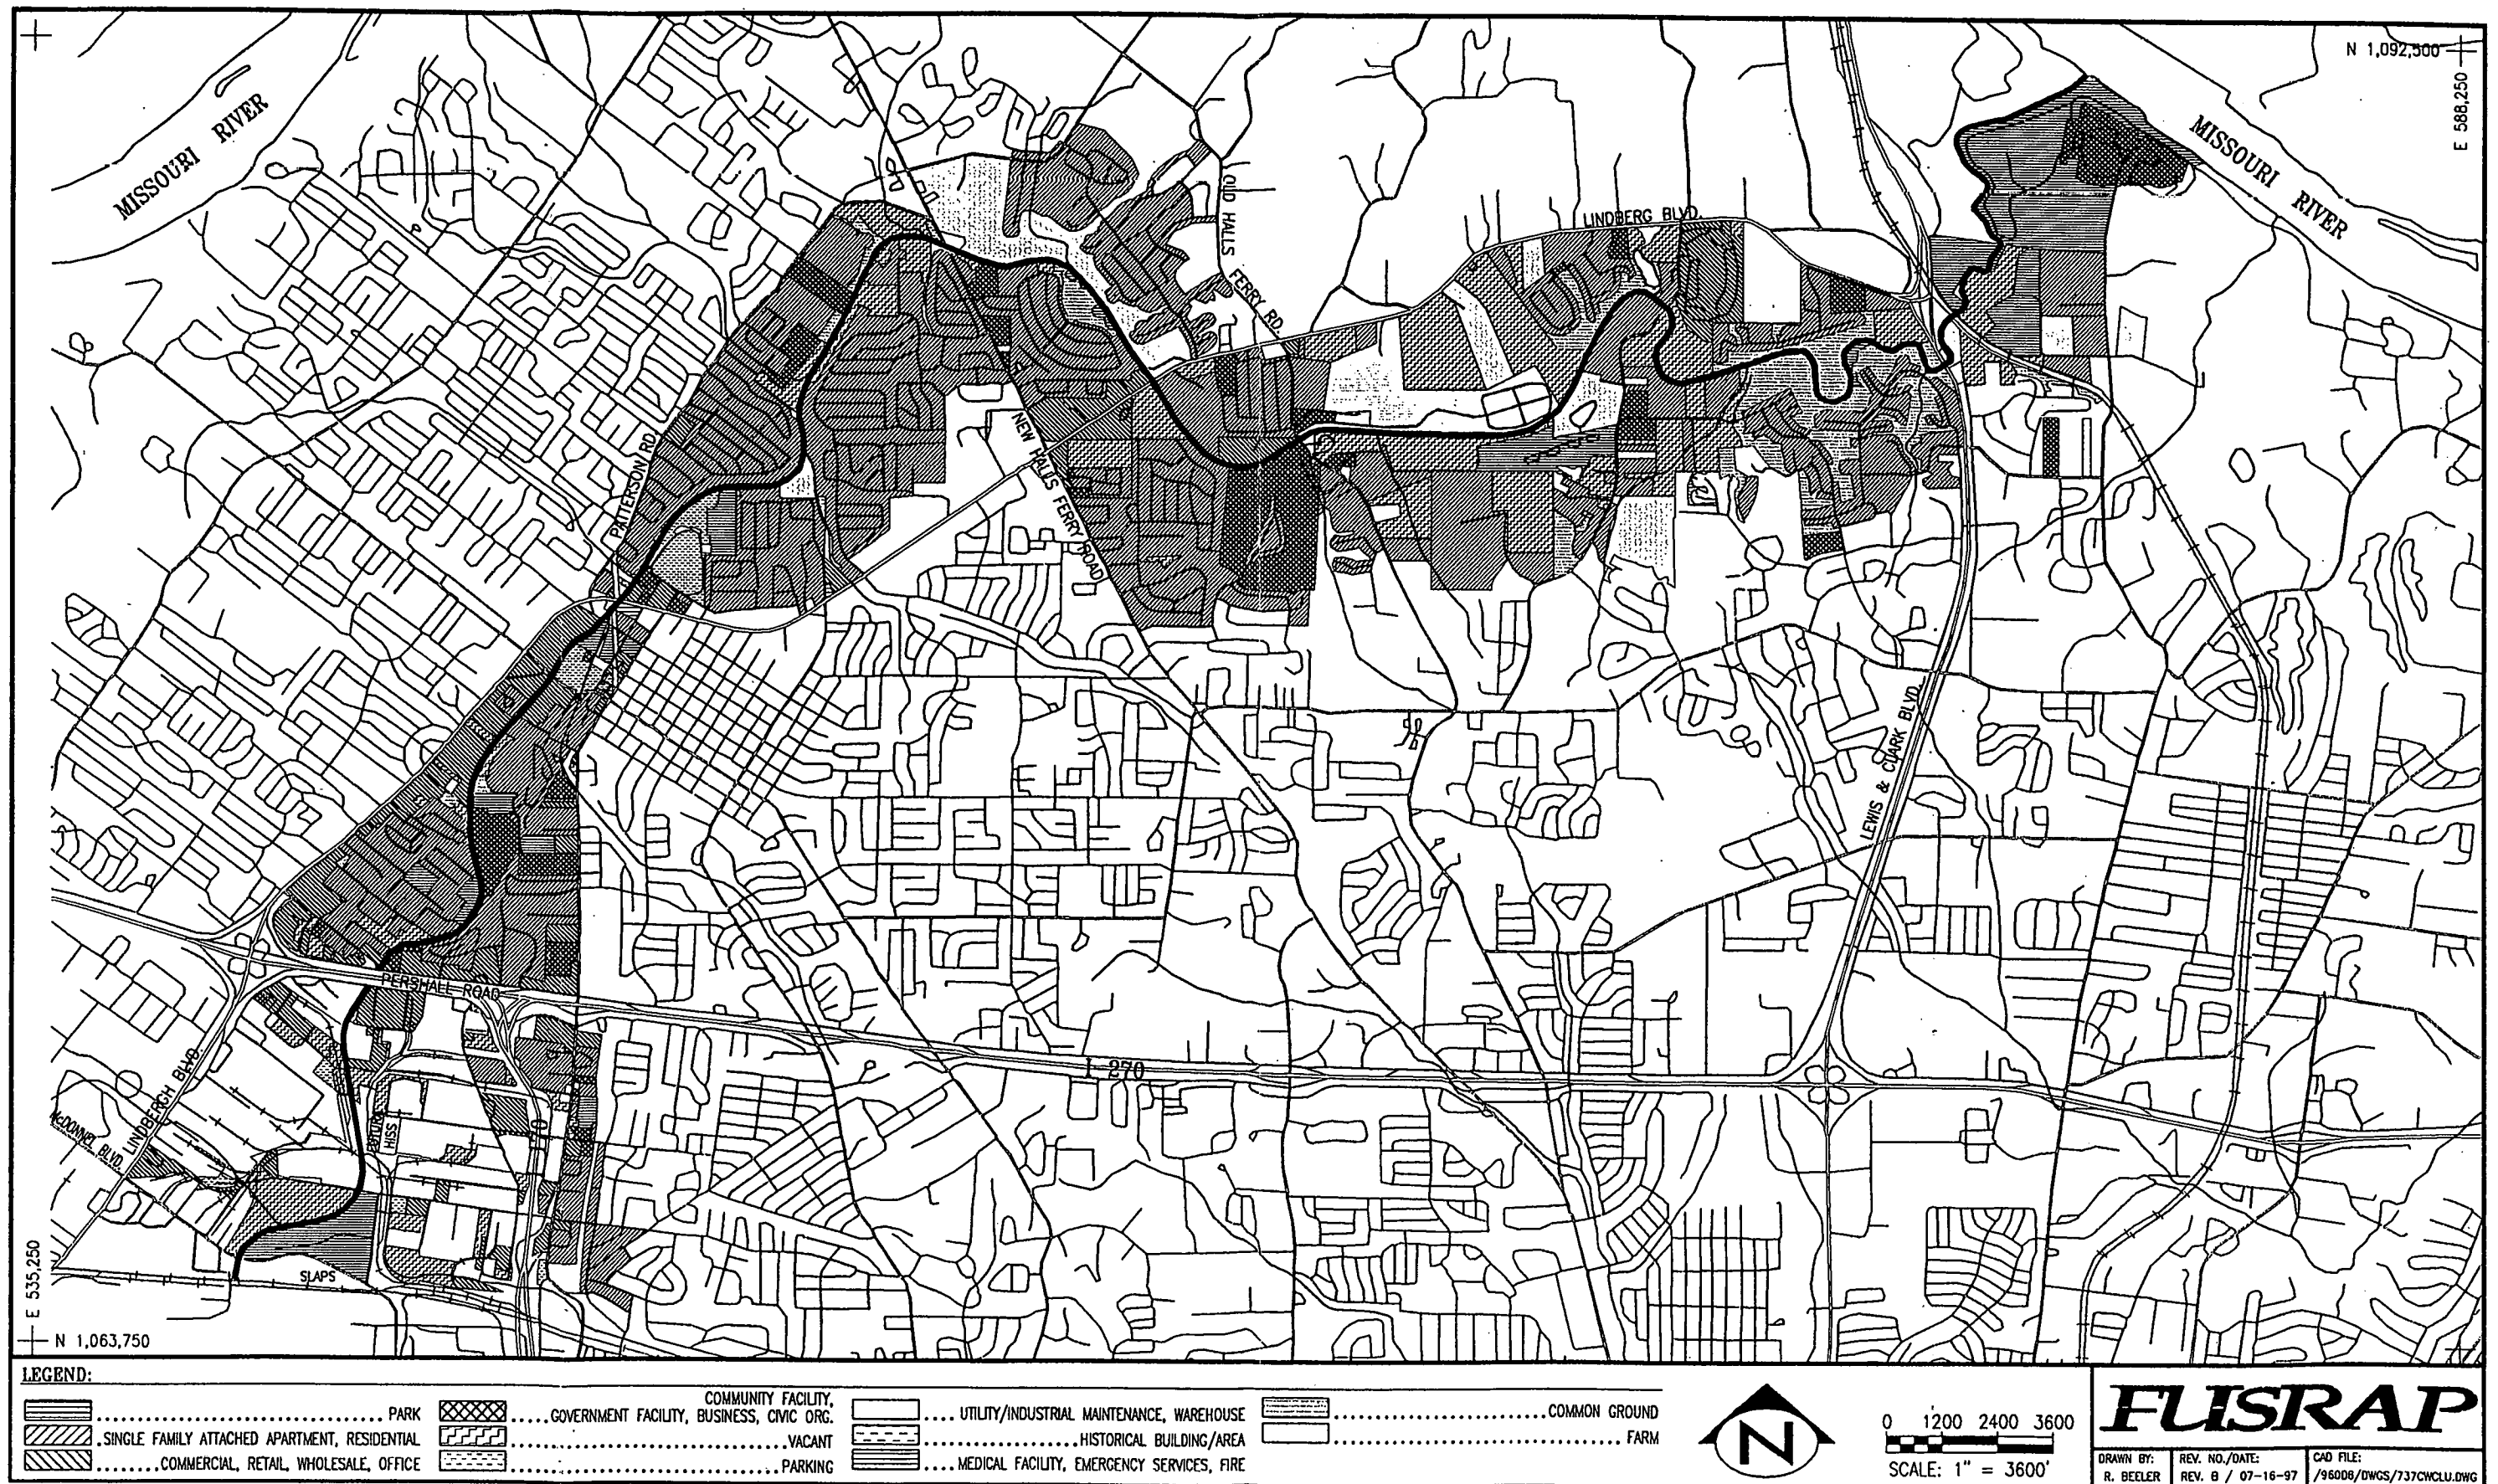 N 1,092,500
E 588,250
MISSOURI RIVER
MISSOURI RIVER
OLD HALLS FERRY RD.
LINDBERG BLVD.
PATTERSON RD.
NEW HALLS FERRY ROAD
LEWIS & CLARK BLVD.
PERSHALL ROAD
I-270
LINDBERGH BLVD.
McDONNEL BLVD.
FUTURA
HISS
170
SLAPS
E 535,250
N 1,063,750
LEGEND:
PARK
SINGLE FAMILY ATTACHED APARTMENT, RESIDENTIAL
COMMERCIAL, RETAIL, WHOLESALE, OFFICE
COMMUNITY FACILITY,
GOVERNMENT FACILITY, BUSINESS, CIVIC ORG.
VACANT
PARKING
UTILITY/INDUSTRIAL MAINTENANCE, WAREHOUSE
HISTORICAL BUILDING/AREA
MEDICAL FACILITY, EMERGENCY SERVICES, FIRE
COMMON GROUND
FARM
N
0 1200 2400 3600
SCALE: 1" = 3600'
FUSRAP
DRAWN BY:
R. BEELER
REV. NO./DATE:
REV. B / 07-16-97
CAD FILE:
/96006/DWGS/737CWCLU.DWG